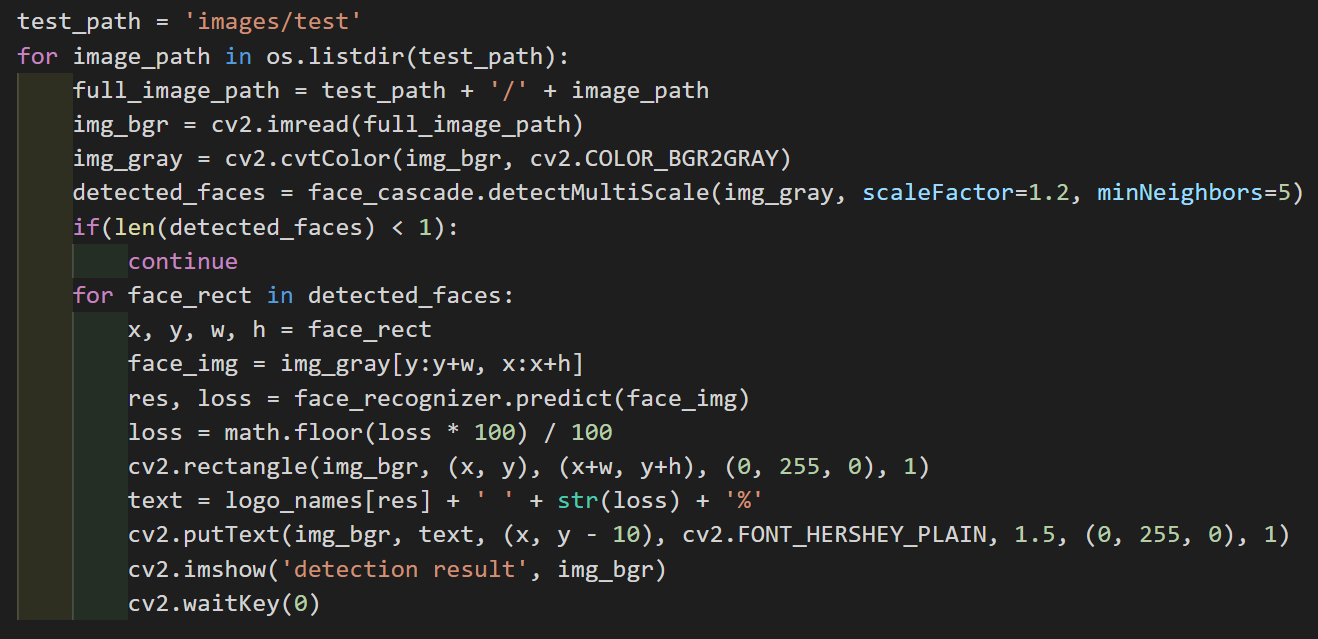 test_path = 'images/test'
for image_path in os.listdir(test_path):
    full_image_path = test_path + '/' + image_path
    img_bgr = cv2.imread(full_image_path)
    img_gray = cv2.cvtColor(img_bgr, cv2.COLOR_BGR2GRAY)
    detected_faces = face_cascade.detectMultiScale(img_gray, scaleFactor=1.2, minNeighbors=5)
    if(len(detected_faces) < 1):
        continue
    for face_rect in detected_faces:
        x, y, w, h = face_rect
        face_img = img_gray[y:y+w, x:x+h]
        res, loss = face_recognizer.predict(face_img)
        loss = math.floor(loss * 100) / 100
        cv2.rectangle(img_bgr, (x, y), (x+w, y+h), (0, 255, 0), 1)
        text = logo_names[res] + ' ' + str(loss) + '%'
        cv2.putText(img_bgr, text, (x, y - 10), cv2.FONT_HERSHEY_PLAIN, 1.5, (0, 255, 0), 1)
        cv2.imshow('detection result', img_bgr)
        cv2.waitKey(0)